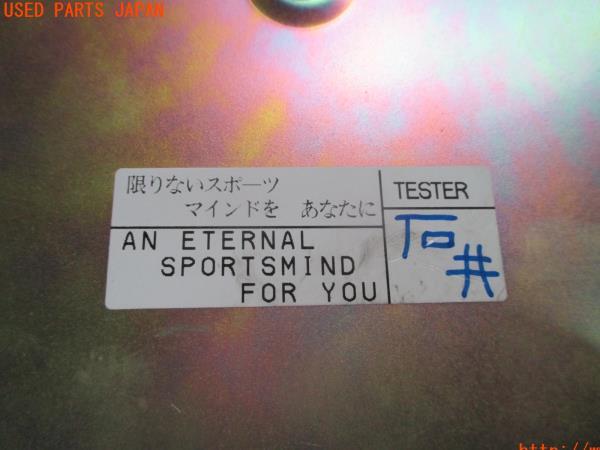 USED PARTS JAPAN
限りないスポーツ
マインドを あなたに
TESTER
石井
AN ETERNAL
SPORTSMIND
FOR YOU